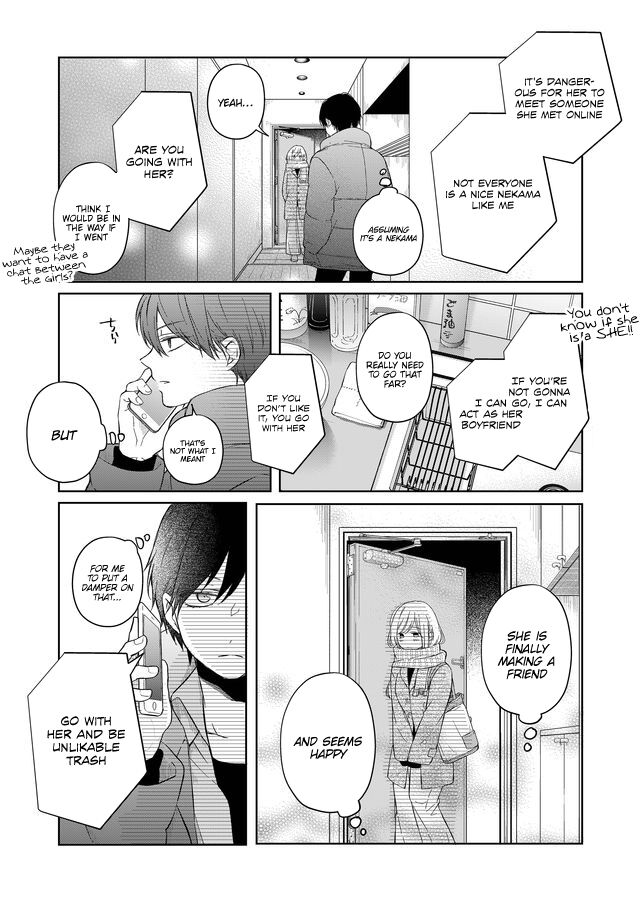 IT'S DANGER-
OUS FOR HER TO
MEET SOMEONE
SHE MET ONLINE
NOT EVERYONE
IS A NICE NEKAMA
LIKE ME
YEAH...
ASSUMING
IT'S A NEKAMA
ARE YOU
GOING WITH
HER?
THINK I
WOULD BE IN
THE WAY IF
I WENT
Maybe they
want to have a
chat between
the girls?
You don't
know if she
is a SHE!!
IF YOU'RE
NOT GONNA
I CAN GO, I CAN
ACT AS HER
BOYFRIEND
DO YOU
REALLY NEED
TO GO THAT
FAR?
IF YOU
DON'T LIKE
IT, YOU GO
WITH HER
THAT'S
NOT WHAT I
MEANT
BUT
SHE IS
FINALLY
MAKING A
FRIEND
AND SEEMS
HAPPY
FOR ME
TO PUT A
DAMPER ON
THAT...
GO WITH
HER AND BE
UNLIKABLE
TRASH